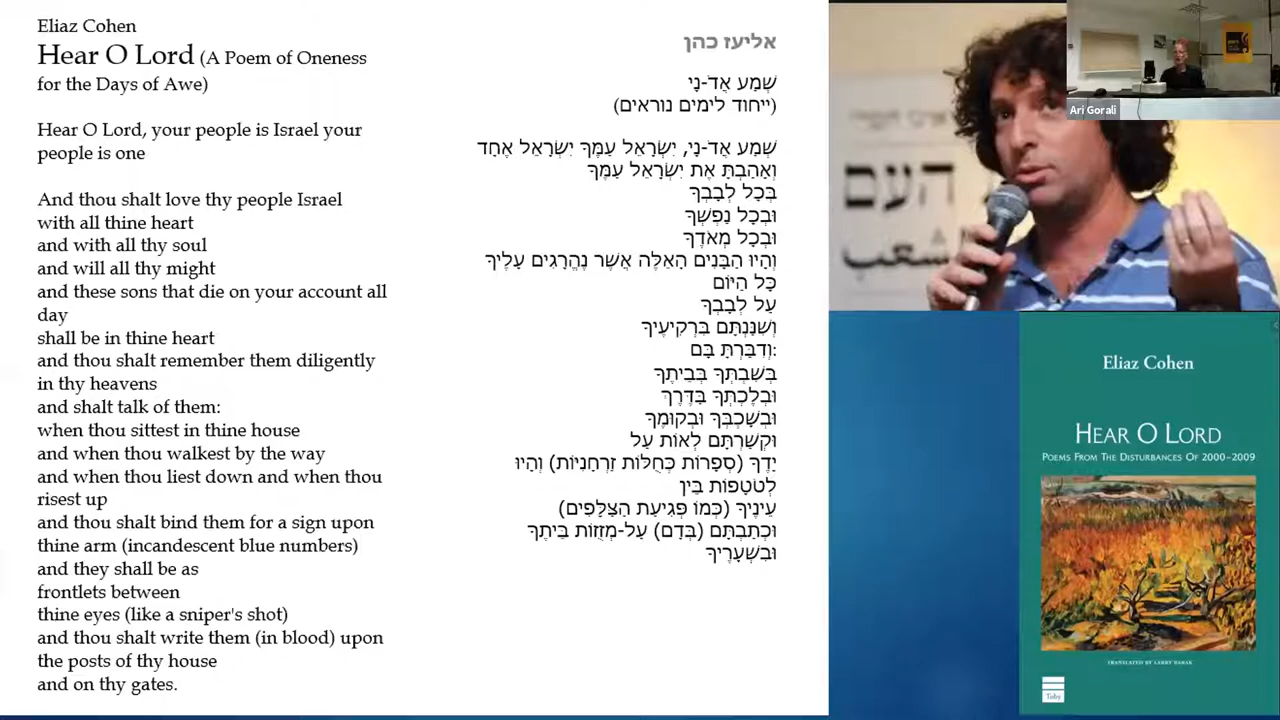 Eliaz Cohen
Hear O Lord (A Poem of Oneness
for the Days of Awe)
Hear O Lord, your people is Israel your
people is one
And thou shalt love thy people Israel
with all thine heart
and with all thy soul
and will all thy might
and these sons that die on your account all
day
shall be in thine heart
and thou shalt remember them diligently
in thy heavens
and shalt talk of them:
when thou sittest in thine house
and when thou walkest by the way
and when thou liest down and when thou
risest up
and thou shalt bind them for a sign upon
thine arm (incandescent blue numbers)
and they shall be as
frontlets between
thine eyes (like a sniper's shot)
and thou shalt write them (in blood) upon
the posts of thy house
and on thy gates.
אליעז כהן
שְׁמַע אֲדֹ-נָי
(ייחוד לימים נוראים)
שְׁמַע אֲדֹ-נָי, יִשְׂרָאֵל עַמְּךָ יִשְׂרָאֵל אֶחָד
וְאָהַבְתָּ אֶת יִשְׂרָאֵל עַמְּךָ
בְּכָל לְבָבְךָ
וּבְכָל נַפְשְׁךָ
וּבְכָל מְאֹדֶךָ
וְהָיוּ הַבָּנִים הָאֵלֶּה אֲשֶׁר נֶהֱרָגִים עָלֶיךָ
כָּל הַיּוֹם
עַל לְבָבְךָ
וְשִׁנַּנְתָּם בִּרְקִיעֶיךָ
וְדִבַּרְתָּ בָּם:
בְּשִׁבְתְּךָ בְּבֵיתֶךָ
וּבְלֶכְתְּךָ בַּדֶּרֶךְ
וּבְשָׁכְבְּךָ וּבְקוּמֶךָ
וּקְשַׁרְתָּם לְאוֹת עַל
יָדֶךָ (סְפָרוֹת כְּחֻלּוֹת זַרְחָנִיּוֹת) וְהָיוּ
לְטֹטָפוֹת בֵּין
עֵינֶיךָ (כְּמוֹ פְּגִיעַת הַצַּלָּפִים)
וּכְתַבְתָּם (בְּדָם) עַל-מְזֻזוֹת בֵּיתֶךָ
וּבִשְׁעָרֶיךָ
Ari Gorali
העם
Eliaz Cohen
HEAR O LORD
POEMS FROM THE DISTURBANCES OF 2000–2009
TRANSLATED BY LARRY BARAK
Toby